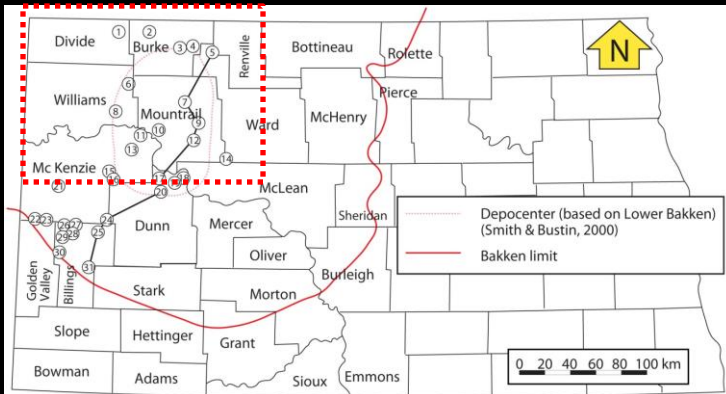 1
2
Divide
Burke
3
4
5
Renville
Bottineau
Rolette
N
Pierce
6
Williams
7
8
Mountrail
9
10
11
12
13
Ward
McHenry
14
Mc Kenzie
15
16
17
18
21
20
McLean
Sheridan
Depocenter (based on Lower Bakken)
(Smith & Bustin, 2000)
Bakken limit
22
23
24
25
26
27
28
29
30
31
Dunn
Mercer
Oliver
Burleigh
Golden
Valley
Billings
Stark
Morton
Slope
Hettinger
Grant
Bowman
Adams
Sioux
Emmons
0 20 40 60 80 100 km